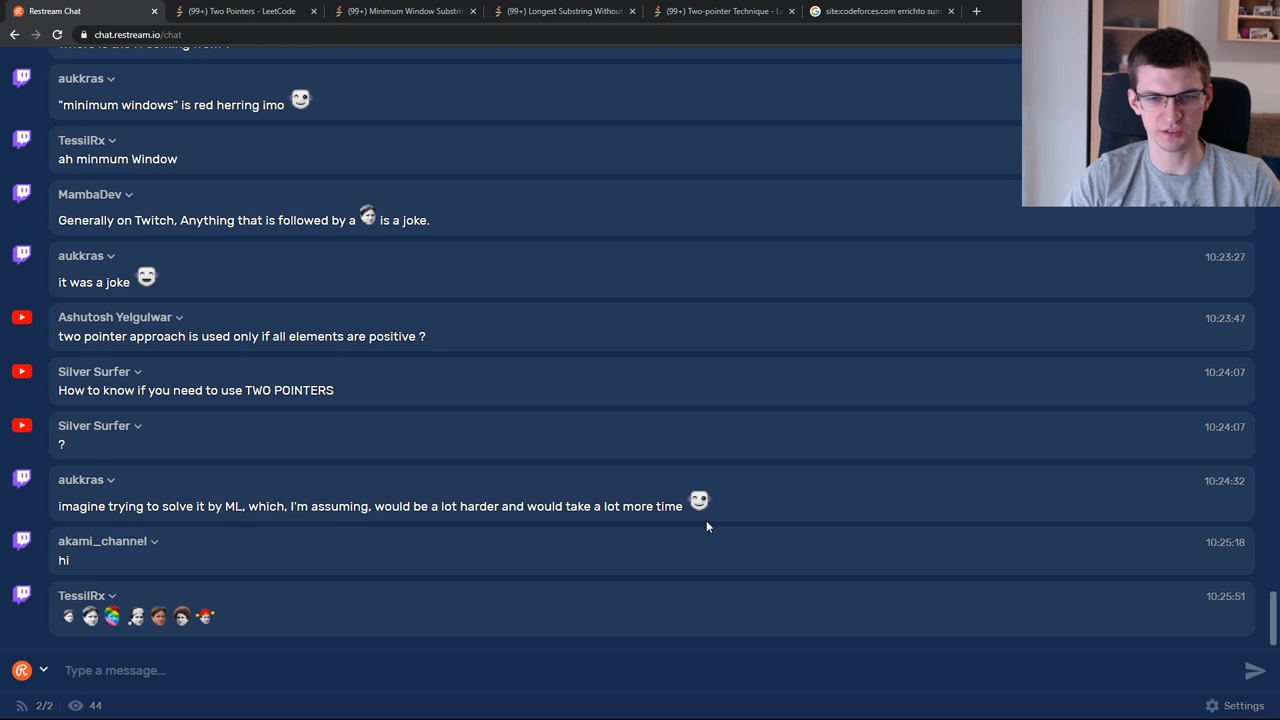 Restream Chat
(99+) Two Pointers - LeetCode
(99+) Minimum Window Substri
(99+) Longest Substring Without
(99+) Two-pointer Technique - Le
site:codeforces.com errichto sum
chat.restream.io/chat
aukkras
"minimum windows" is red herring imo
TessilRx
ah minmum Window
MambaDev
Generally on Twitch, Anything that is followed by a is a joke.
aukkras
10:23:27
it was a joke
Ashutosh Yelgulwar
10:23:47
two pointer approach is used only if all elements are positive ?
Silver Surfer
10:24:07
How to know if you need to use TWO POINTERS
Silver Surfer
10:24:07
?
aukkras
10:24:32
imagine trying to solve it by ML, which, I'm assuming, would be a lot harder and would take a lot more time
akami_channel
10:25:18
hi
TessilRx
10:25:51
Type a message...
2/2
44
Settings